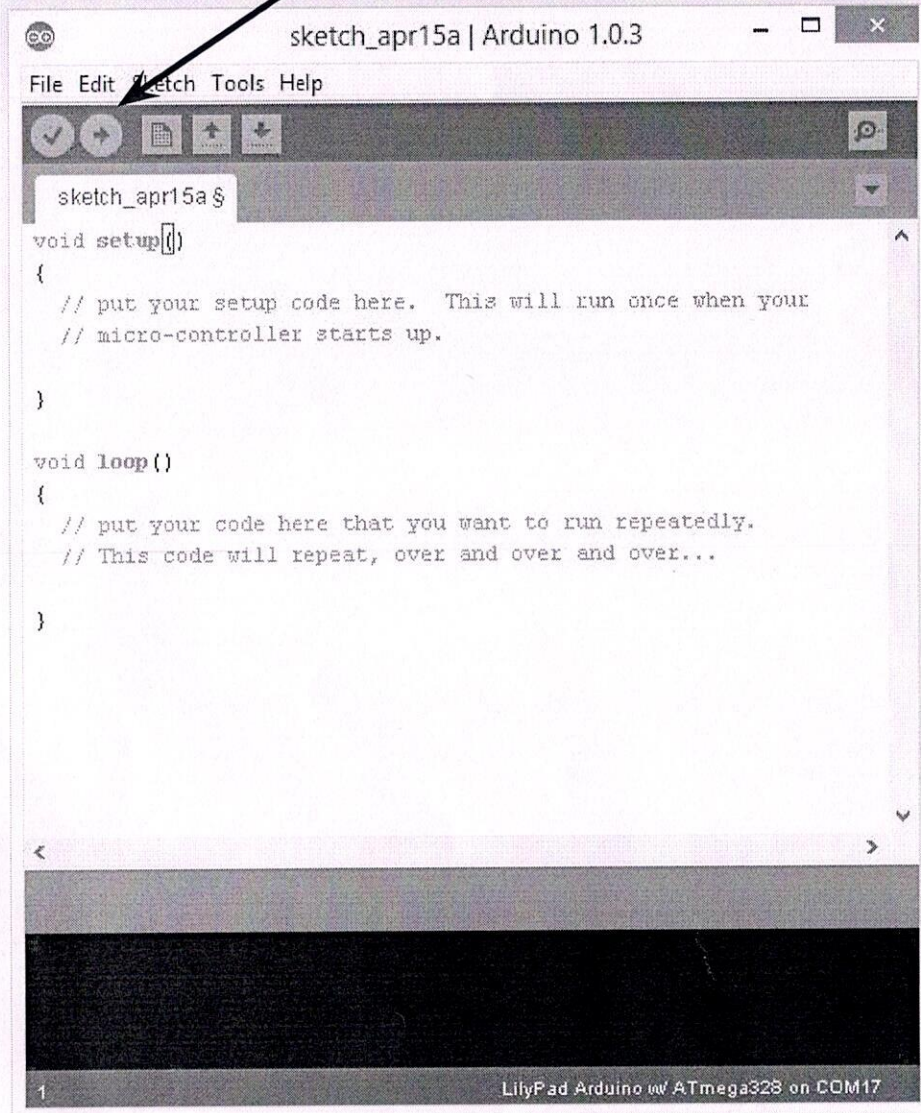 sketch_apr15a | Arduino 1.0.3
File Edit Sketch Tools Help
sketch_apr15a §
void setup()
{
  // put your setup code here.  This will run once when your
  // micro-controller starts up.
}
void loop()
{
  // put your code here that you want to run repeatedly.
  // This code will repeat, over and over and over...
}
1
LilyPad Arduino w/ ATmega328 on COM17